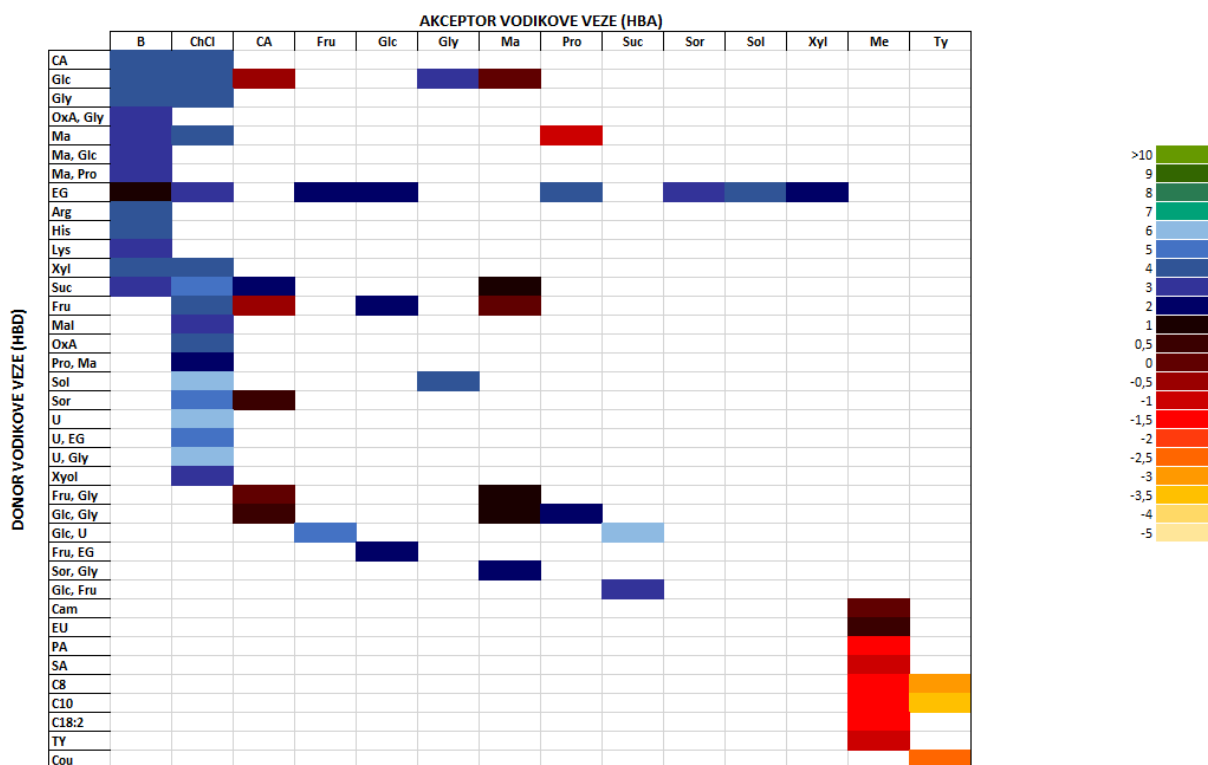 AKCEPTOR VODIKOVE VEZE (HBA)
B ChCl CA Fru Glc Gly Ma Pro Suc Sor Sol Xyl Me Ty
DONOR VODIKOVE VEZE (HBD)
CA
Glc
Gly
OxA, Gly
Ma
Ma, Glc
Ma, Pro
EG
Arg
His
Lys
Xyl
Suc
Fru
Mal
OxA
Pro, Ma
Sol
Sor
U
U, EG
U, Gly
Xyol
Fru, Gly
Glc, Gly
Glc, U
Fru, EG
Sor, Gly
Glc, Fru
Cam
EU
PA
SA
C8
C10
C18:2
TY
Cou
>10
9
8
7
6
5
4
3
2
1
0,5
0
-0,5
-1
-1,5
-2
-2,5
-3
-3,5
-4
-5